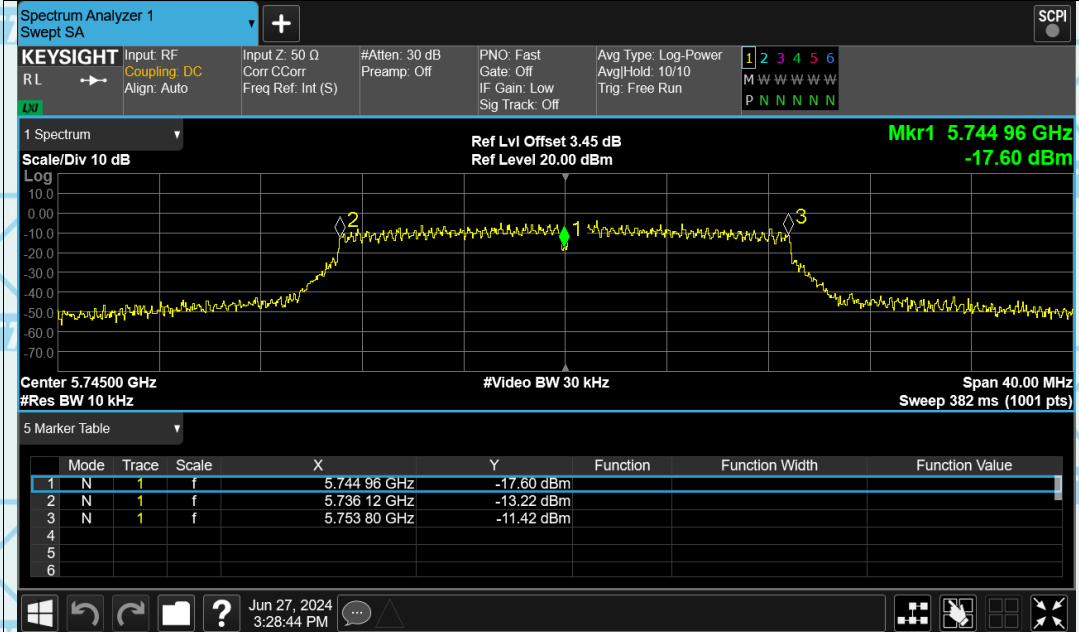 Spectrum Analyzer 1
Swept SA
+
SCPI
KEYSIGHT Input: RF Input Z: 50 Ω #Atten: 30 dB PNO: Fast Avg Type: Log-Power 1 2 3 4 5 6
R L Coupling: DC Corr CCorr Preamp: Off Gate: Off Avg|Hold: 10/10 M W W W W W
Align: Auto Freq Ref: Int (S) IF Gain: Low Trig: Free Run P N N N N N
LXI Sig Track: Off
1 Spectrum
Scale/Div 10 dB
Ref Lvl Offset 3.45 dB
Ref Level 20.00 dBm
Mkr1 5.744 96 GHz
-17.60 dBm
Log
10.0
0.00
-10.0
-20.0
-30.0
-40.0
-50.0
-60.0
-70.0
2
1
3
Center 5.74500 GHz #Video BW 30 kHz Span 40.00 MHz
#Res BW 10 kHz Sweep 382 ms (1001 pts)
5 Marker Table
Mode Trace Scale X Y Function Function Width Function Value
1 N 1 f 5.744 96 GHz -17.60 dBm
2 N 1 f 5.736 12 GHz -13.22 dBm
3 N 1 f 5.753 80 GHz -11.42 dBm
4
5
6
?
Jun 27, 2024
3:28:44 PM